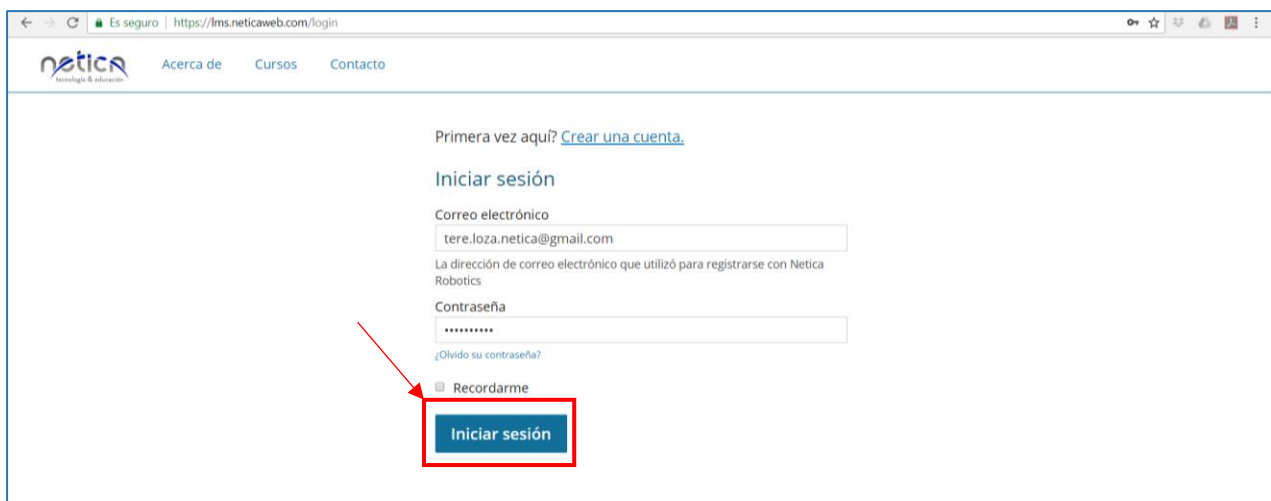 Es seguro | https://lms.neticaweb.com/login
netica
tecnología & educación
Acerca de Cursos Contacto
Primera vez aquí? Crear una cuenta.
Iniciar sesión
Correo electrónico
tere.loza.netica@gmail.com
La dirección de correo electrónico que utilizó para registrarse con Netica
Robotics
Contraseña
••••••••••
¿Olvido su contraseña?
Recordarme
Iniciar sesión